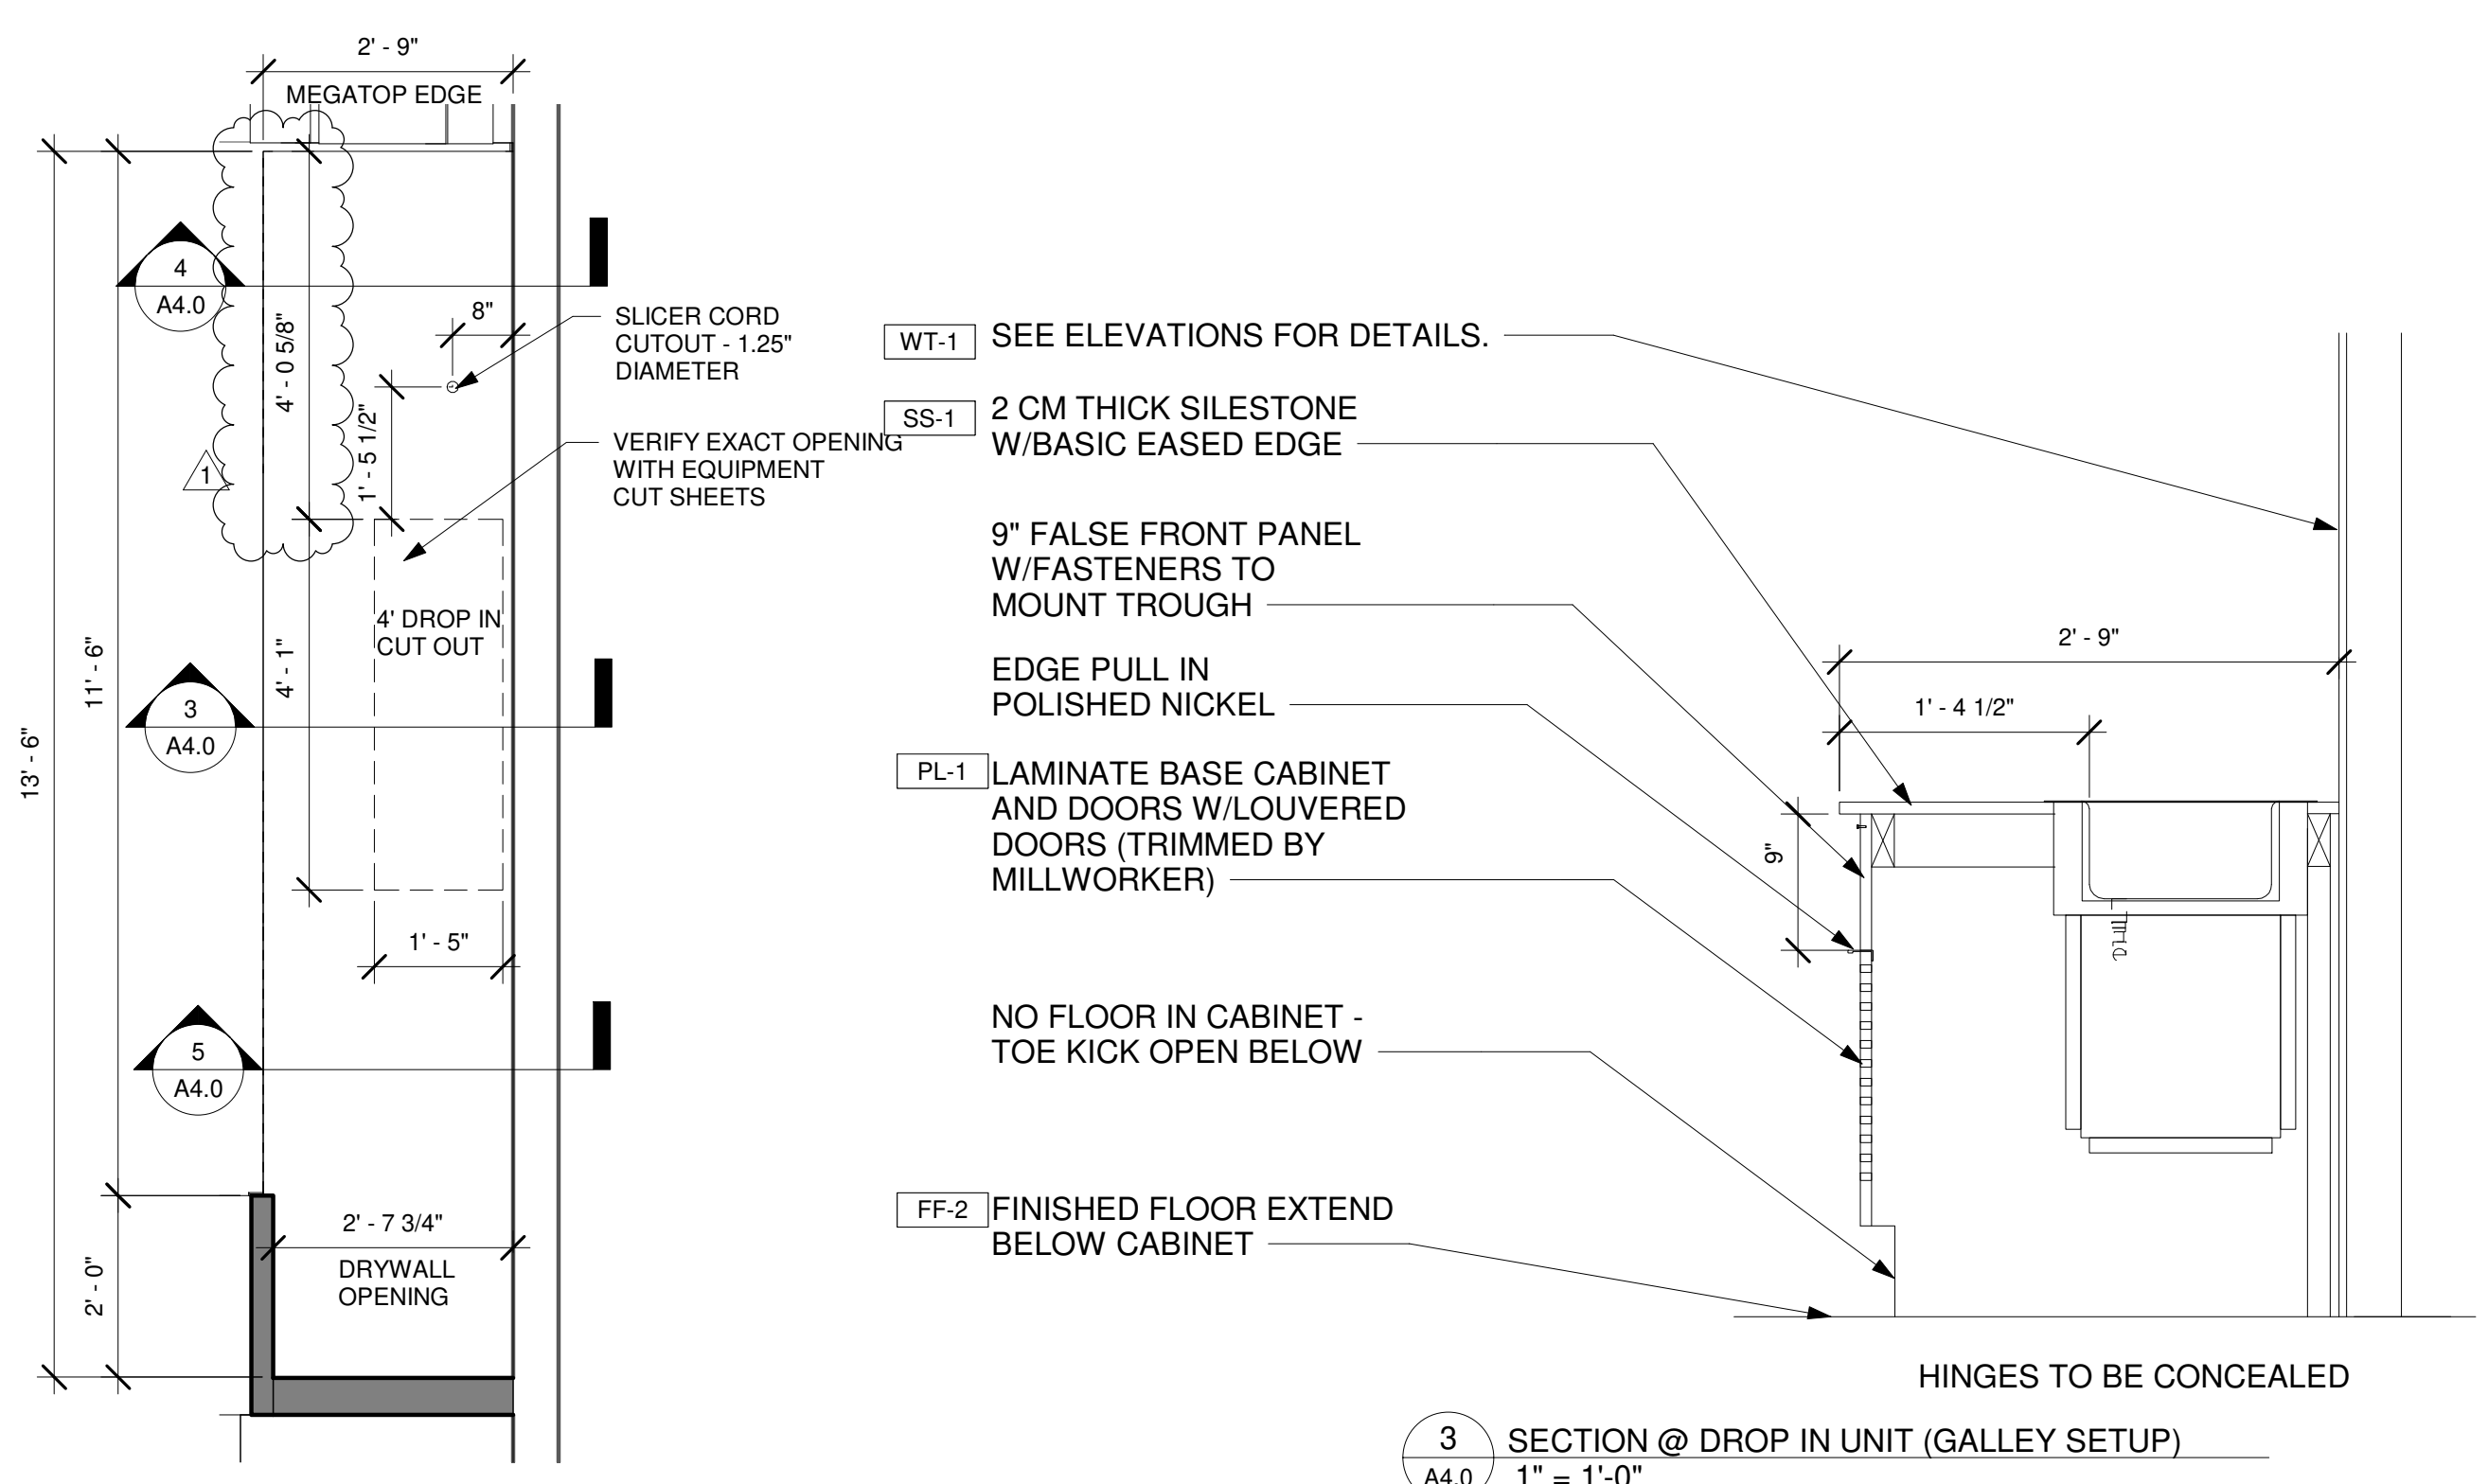 2' - 9"
MEGATOP EDGE
4
A4.0
4' - 0 5/8"
8"
SLICER CORD
CUTOUT - 1.25"
DIAMETER
1' - 5 1/2"
VERIFY EXACT OPENING
WITH EQUIPMENT
CUT SHEETS
1
4' DROP IN
CUT OUT
11' - 6"
4' - 1"
13' - 6"
3
A4.0
1' - 5"
5
A4.0
2' - 7 3/4"
DRYWALL
OPENING
2' - 0"
WT-1
SEE ELEVATIONS FOR DETAILS.
SS-1
2 CM THICK SILESTONE
W/BASIC EASED EDGE
9" FALSE FRONT PANEL
W/FASTENERS TO
MOUNT TROUGH
EDGE PULL IN
POLISHED NICKEL
PL-1
LAMINATE BASE CABINET
AND DOORS W/LOUVERED
DOORS (TRIMMED BY
MILLWORKER)
NO FLOOR IN CABINET -
TOE KICK OPEN BELOW
FF-2
FINISHED FLOOR EXTEND
BELOW CABINET
2' - 9"
1' - 4 1/2"
9"
HINGES TO BE CONCEALED
3
A4.0
SECTION @ DROP IN UNIT (GALLEY SETUP)
1" = 1'-0"